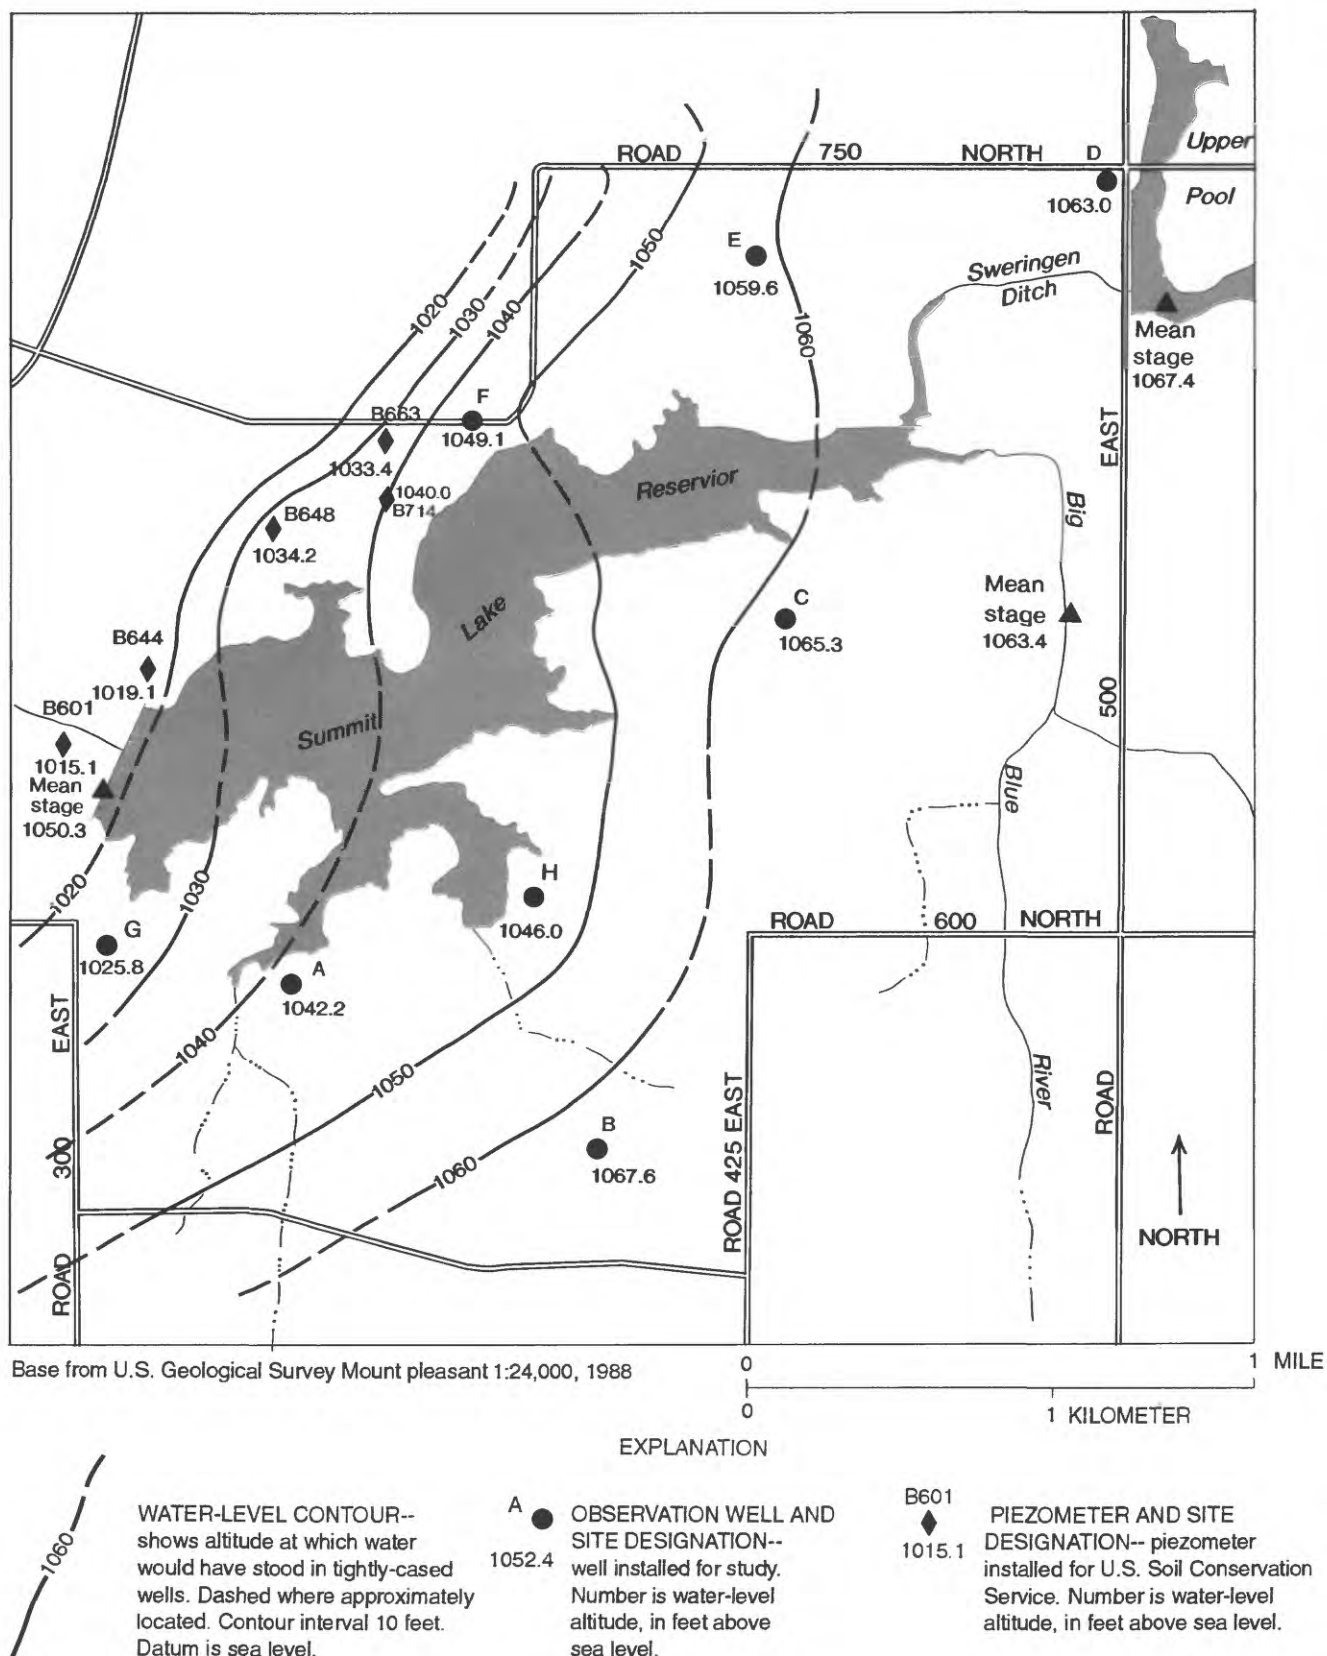 ROAD 750 NORTH D
Upper
Pool
1063.0
E
1059.6
Sweringen
Ditch
Mean
stage
1067.4
1050
1020
1030
1040
1060
F
1049.1
B663
1033.4
1040.0
B714
B648
1034.2
Reservior
EAST
Big
Lake
C
1065.3
Mean
stage
1063.4
B644
1019.1
500
B601
1015.1
Summit
Mean
stage
1050.3
Blue
H
1046.0
1020
1030
ROAD 600 NORTH
G
1025.8
A
1042.2
EAST
1040
1050
River
ROAD
300
B
1067.6
1060
ROAD 425 EAST
NORTH
ROAD
Base from U.S. Geological Survey Mount pleasant 1:24,000, 1988
0 1 MILE
0 1 KILOMETER
EXPLANATION
1060
WATER-LEVEL CONTOUR--
shows altitude at which water
would have stood in tightly-cased
wells. Dashed where approximately
located. Contour interval 10 feet.
Datum is sea level.
A
1052.4
OBSERVATION WELL AND
SITE DESIGNATION--
well installed for study.
Number is water-level
altitude, in feet above
sea level.
B601
1015.1
PIEZOMETER AND SITE
DESIGNATION-- piezometer
installed for U.S. Soil Conservation
Service. Number is water-level
altitude, in feet above sea level.